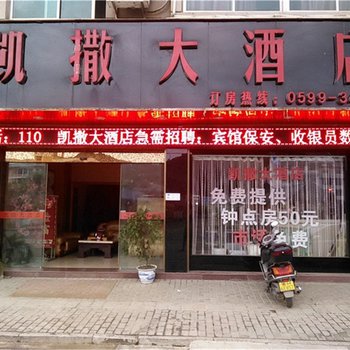 凯撒大酒店
订房热线：0599-3
：110 凯撒大酒店急需招聘：宾馆保安、收银员数
凯撒大酒店
免费提供
钟点房50元
免费